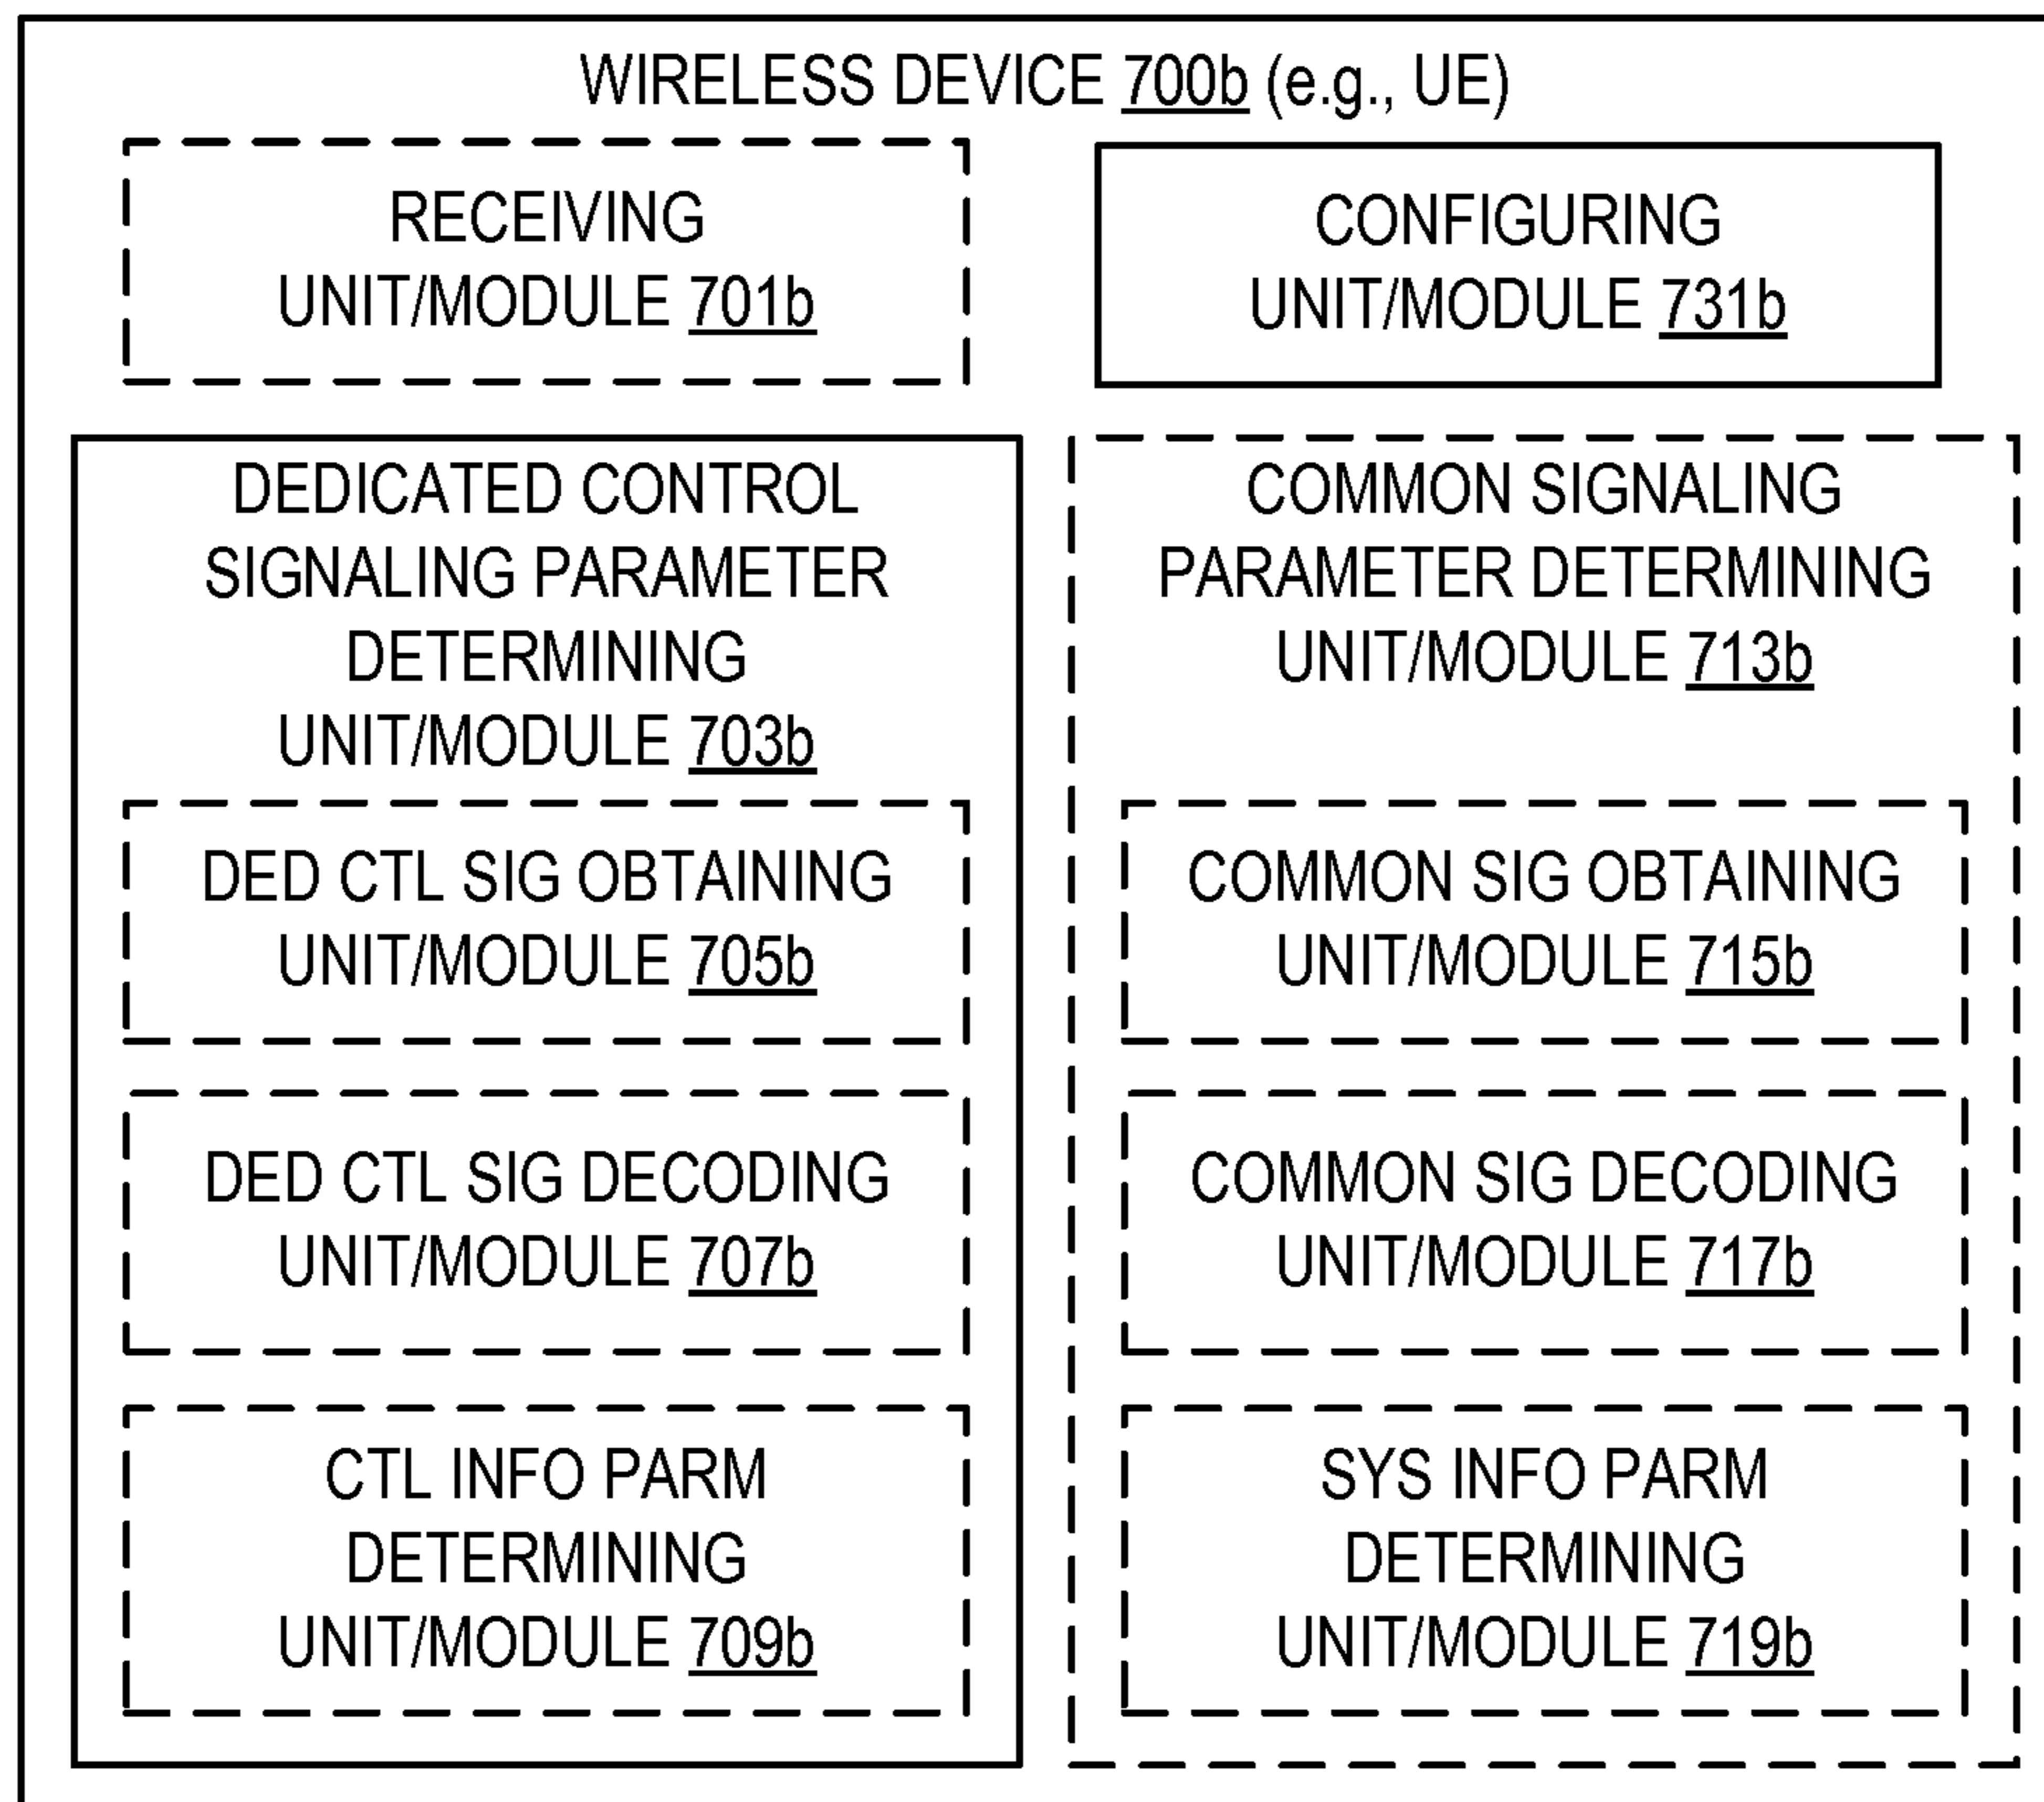 WIRELESS DEVICE 700b (e.g., UE)
RECEIVING
UNIT/MODULE 701b
CONFIGURING
UNIT/MODULE 731b
DEDICATED CONTROL
SIGNALING PARAMETER
DETERMINING
UNIT/MODULE 703b
DED CTL SIG OBTAINING
UNIT/MODULE 705b
DED CTL SIG DECODING
UNIT/MODULE 707b
CTL INFO PARM
DETERMINING
UNIT/MODULE 709b
COMMON SIGNALING
PARAMETER DETERMINING
UNIT/MODULE 713b
COMMON SIG OBTAINING
UNIT/MODULE 715b
COMMON SIG DECODING
UNIT/MODULE 717b
SYS INFO PARM
DETERMINING
UNIT/MODULE 719b